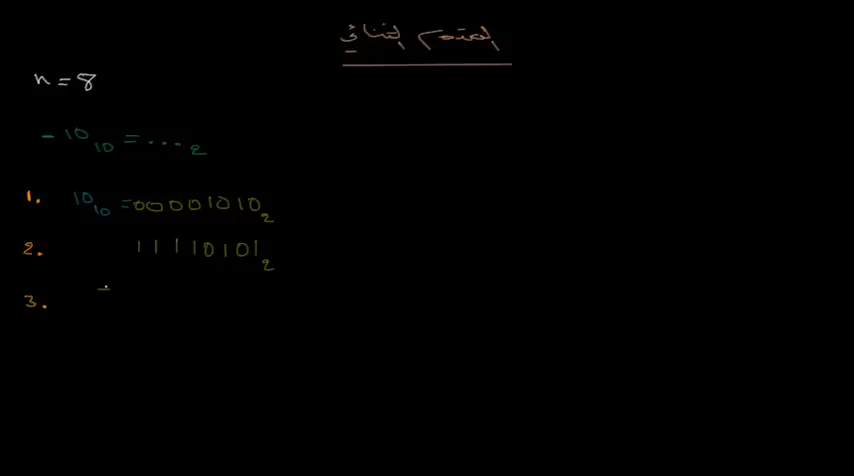 المتمم الثنائي
n = 8
-10₁₀ = ....₂
1. 10₁₀ = 00001010₂
2. 11110101₂
3. -